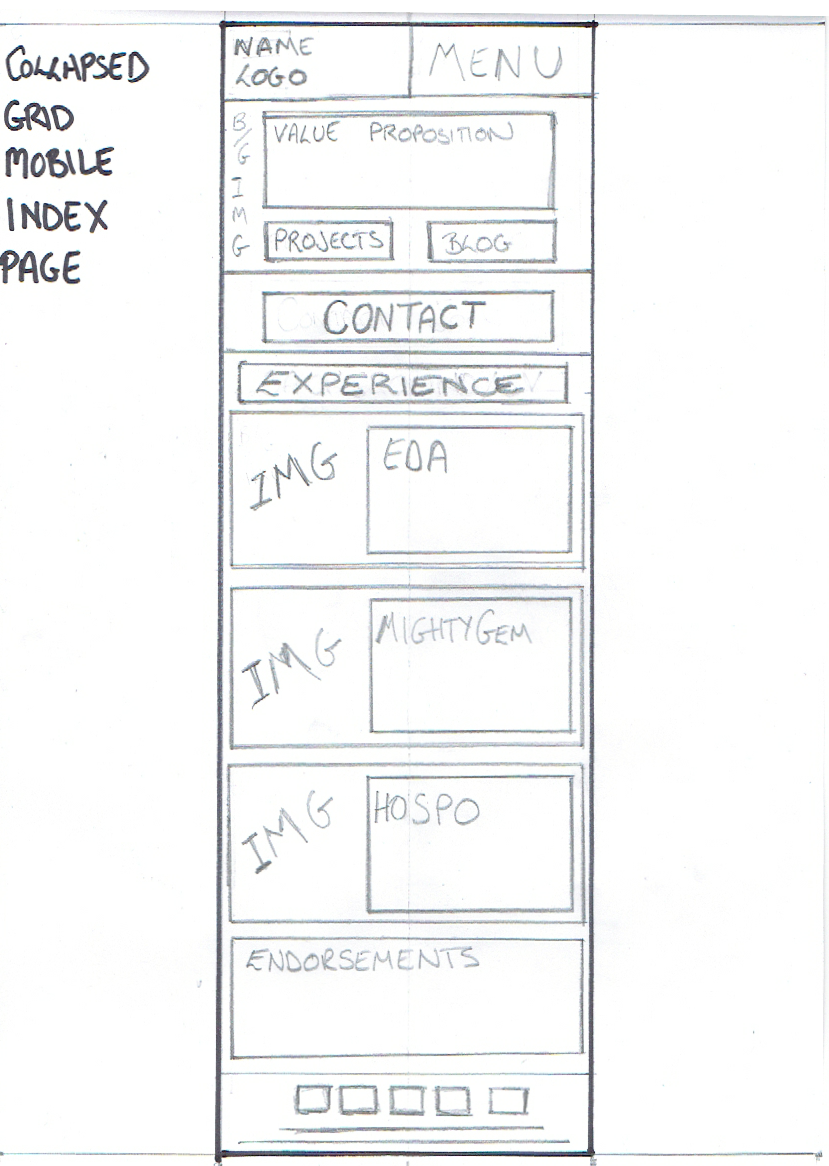 COLLAPSED
GRID
MOBILE
INDEX
PAGE
NAME
LOGO
MENU
B/G IMG
VALUE PROPOSITION
PROJECTS
BLOG
CONTACT
EXPERIENCE
IMG
EDA
IMG
MIGHTYGEM
IMG
HOSPO
ENDORSEMENTS